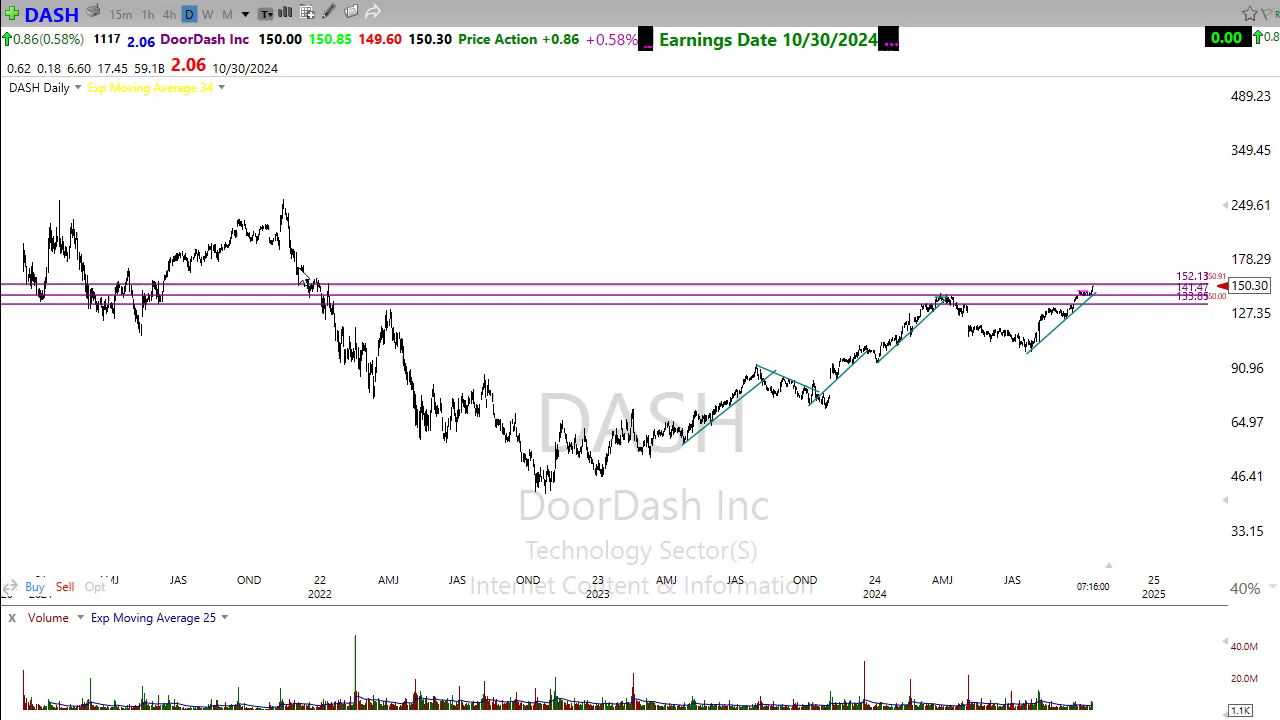 DASH 15m 1h 4h D W M T
0.86(0.58%) 1117 2.06 DoorDash Inc 150.00 150.85 149.60 150.30 Price Action +0.86 +0.58% ... Earnings Date 10/30/2024 ... 0.00 0.8
0.62 0.18 6.60 17.45 59.1B 2.06 10/30/2024
DASH Daily Exp Moving Average 34
489.23
349.45
249.61
178.29
152.13
150.30
141.47
133.85
127.35
90.96
64.97
46.41
33.15
DASH
DoorDash Inc
Technology Sector(S)
Internet Content & Information
MJ JAS OND 22 AMJ JAS OND 23 AMJ JAS OND 24 AMJ JAS 07:16:00 25
2022 2023 2024 2025
Buy Sell Opt 40%
X Volume Exp Moving Average 25
40.0M
20.0M
1.1K